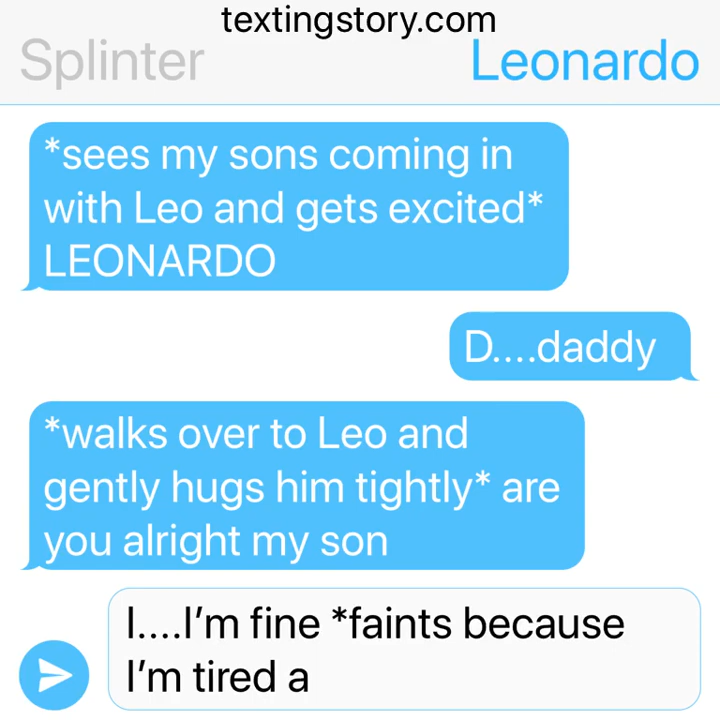 textingstory.com
Splinter
Leonardo
*sees my sons coming in
with Leo and gets excited*
LEONARDO
D....daddy
*walks over to Leo and
gently hugs him tightly* are
you alright my son
I....I’m fine *faints because
I’m tired a